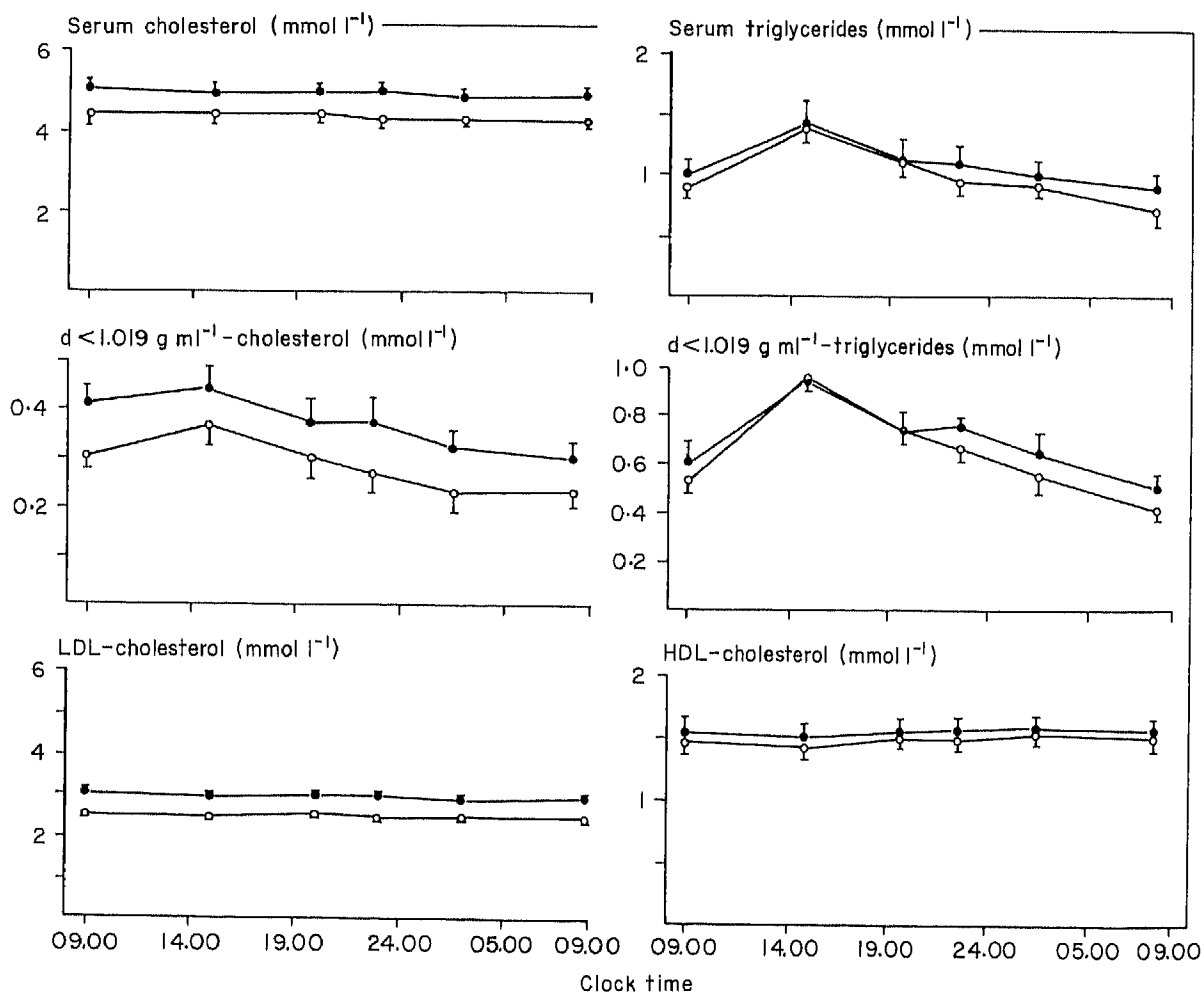 Serum cholesterol (mmol l⁻¹)
6
4
2
Serum triglycerides (mmol l⁻¹)
2
1
d<1.019 g ml⁻¹-cholesterol (mmol l⁻¹)
0·4
0·2
d<1.019 g ml⁻¹-triglycerides (mmol l⁻¹)
1·0
0·8
0·6
0·4
0·2
LDL-cholesterol (mmol l⁻¹)
6
4
2
09.00 14.00 19.00 24.00 05.00 09.00
HDL-cholesterol (mmol l⁻¹)
2
1
09.00 14.00 19.00 24.00 05.00 09.00
Clock time